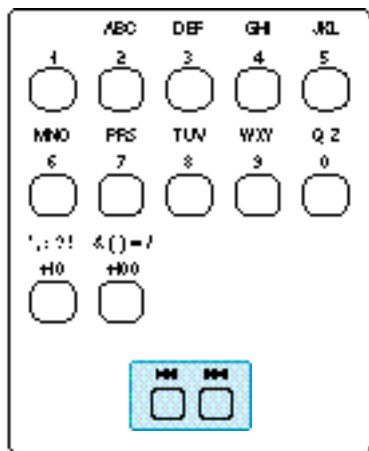 ABC DEF GHI JKL
1 2 3 4 5
MNO PRS TUV WXY Q Z
6 7 8 9 0
',:?! &()=/
+10 +100